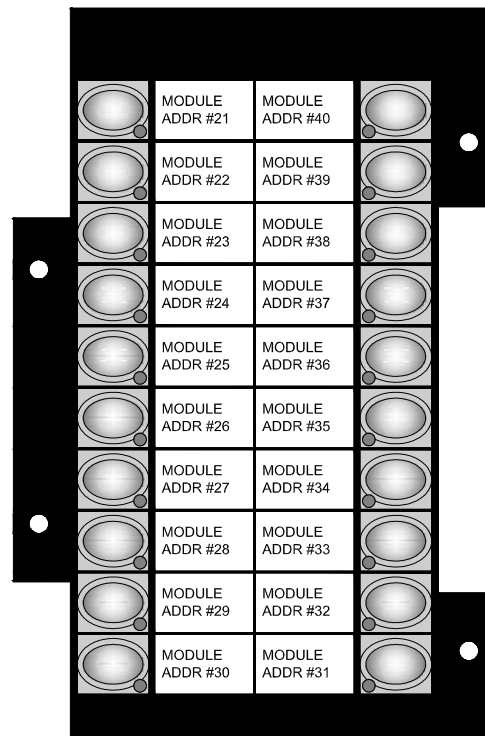 MODULE
ADDR #21
MODULE
ADDR #40
MODULE
ADDR #22
MODULE
ADDR #39
MODULE
ADDR #23
MODULE
ADDR #38
MODULE
ADDR #24
MODULE
ADDR #37
MODULE
ADDR #25
MODULE
ADDR #36
MODULE
ADDR #26
MODULE
ADDR #35
MODULE
ADDR #27
MODULE
ADDR #34
MODULE
ADDR #28
MODULE
ADDR #33
MODULE
ADDR #29
MODULE
ADDR #32
MODULE
ADDR #30
MODULE
ADDR #31